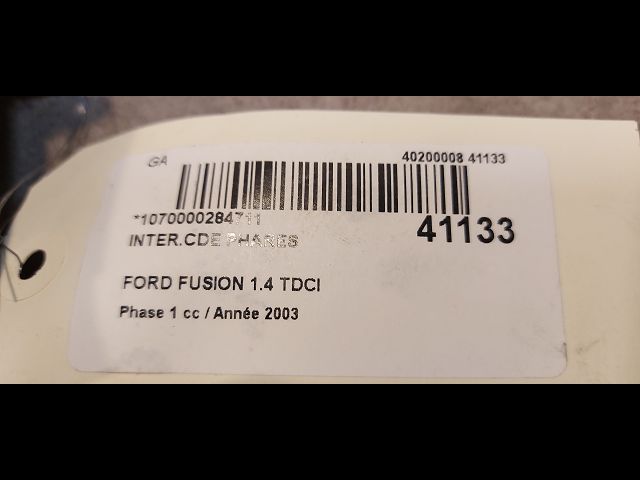 GA 40200008 41133
*1070000284711
41133
INTER.CDE PHARES
FORD FUSION 1.4 TDCI
Phase 1 cc / Année 2003